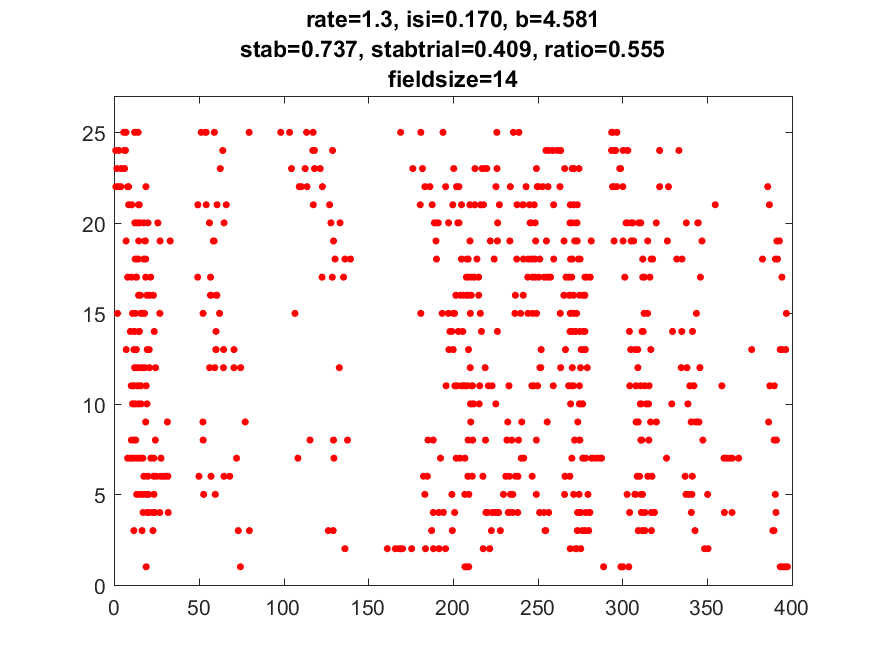 rate=1.3, isi=0.170, b=4.581
stab=0.737, stabtrial=0.409, ratio=0.555
fieldsize=14
25
20
15
10
5
0
0 50 100 150 200 250 300 350 400